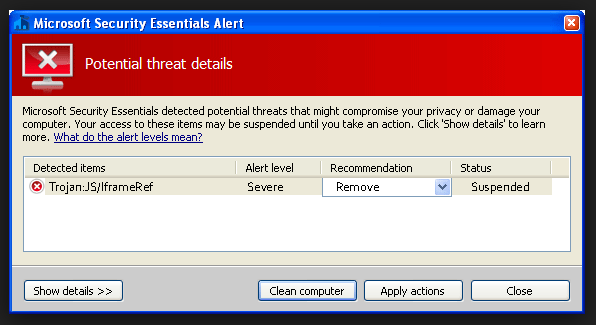 Microsoft Security Essentials Alert
Potential threat details
Microsoft Security Essentials detected potential threats that might compromise your privacy or damage your
computer. Your access to these items may be suspended until you take an action. Click 'Show details' to learn
more. What do the alert levels mean?
Detected items Alert level Recommendation Status
Trojan:JS/IframeRef Severe Remove Suspended
Show details >> Clean computer Apply actions Close